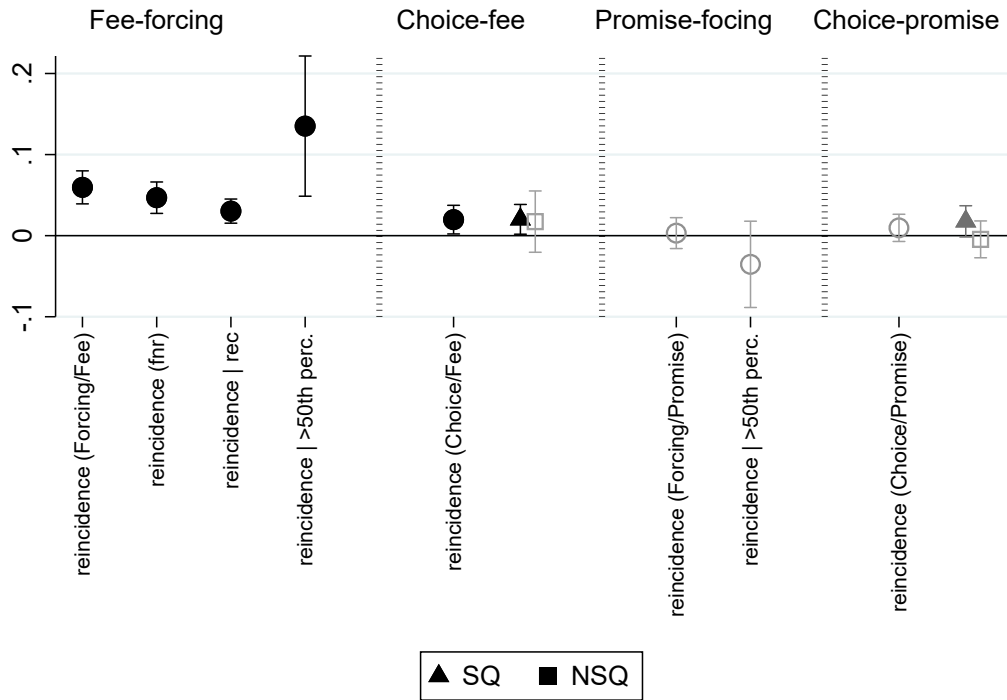 Fee-forcing
Choice-fee
Promise-focing
Choice-promise
.2
.1
0
-.1
reincidence (Forcing/Fee)
reincidence (fnr)
reincidence | rec
reincidence | >50th perc.
reincidence (Choice/Fee)
reincidence (Forcing/Promise)
reincidence | >50th perc.
reincidence (Choice/Promise)
SQ
NSQ